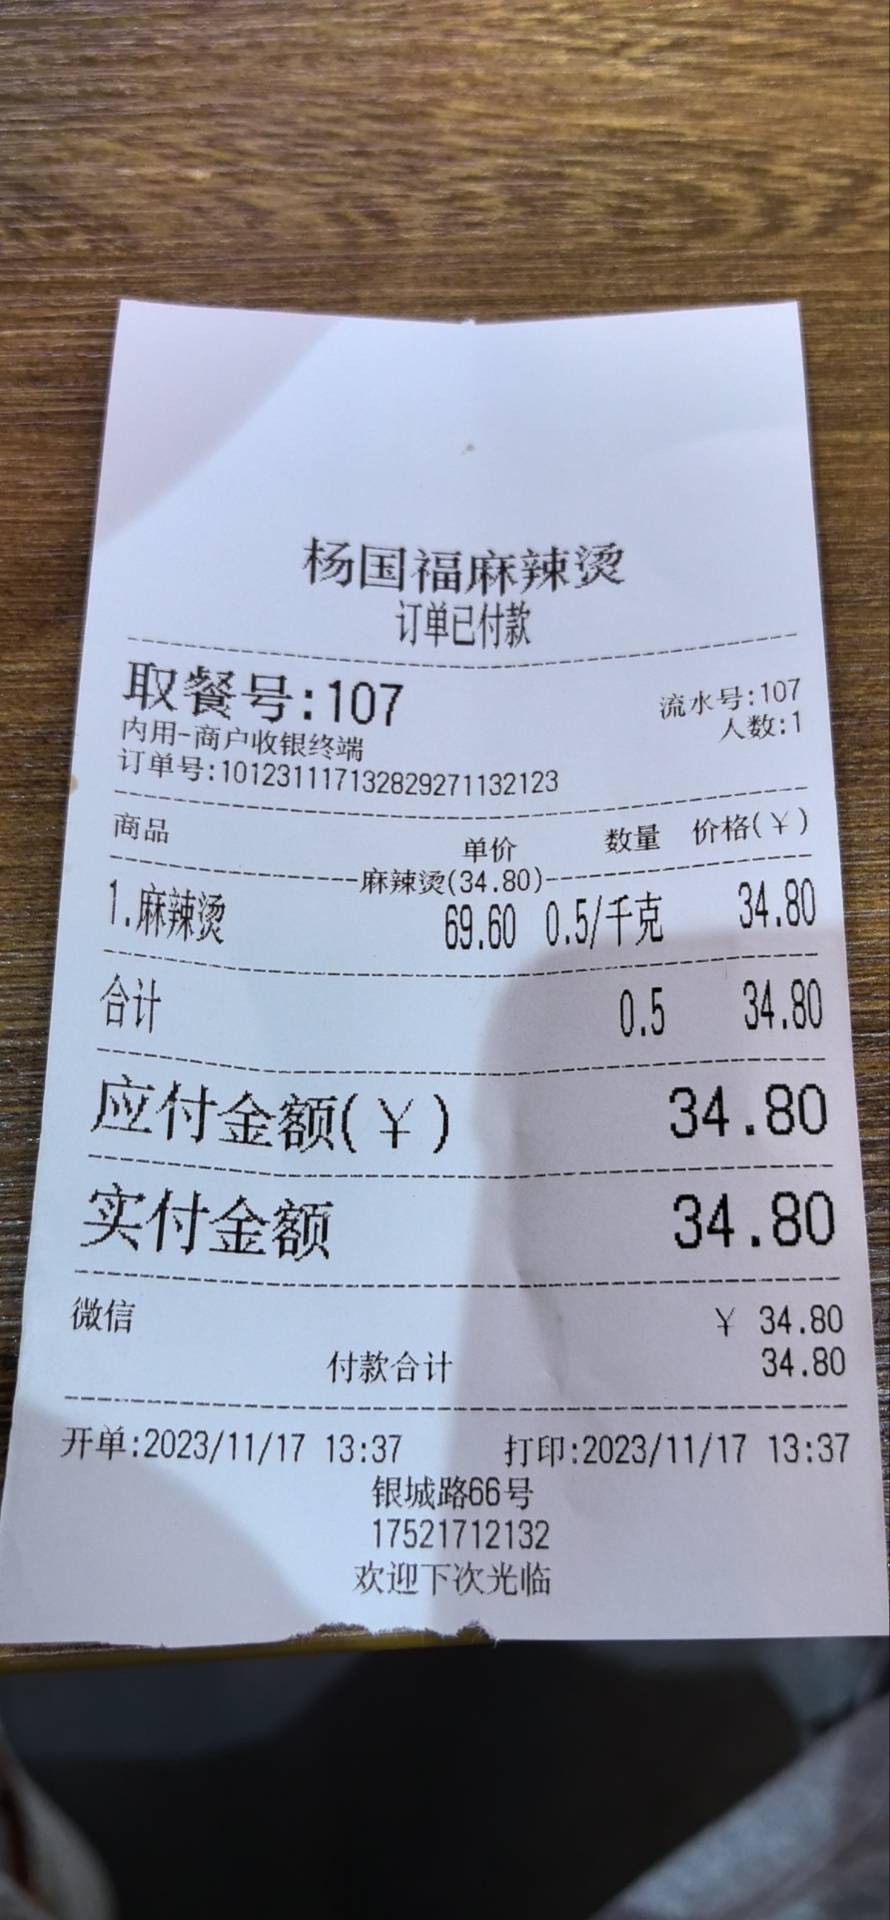 杨国福麻辣烫
订单已付款
取餐号:107 流水号:107
内用-商户收银终端 人数:1
订单号:1012311117132829271132123
商品 单价 数量 价格(¥)
麻辣烫(34.80)
1.麻辣烫 69.60 0.5/千克 34.80
合计 0.5 34.80
应付金额(¥) 34.80
实付金额 34.80
微信 ¥ 34.80
付款合计 34.80
开单:2023/11/17 13:37 打印:2023/11/17 13:37
银城路66号
17521712132
欢迎下次光临